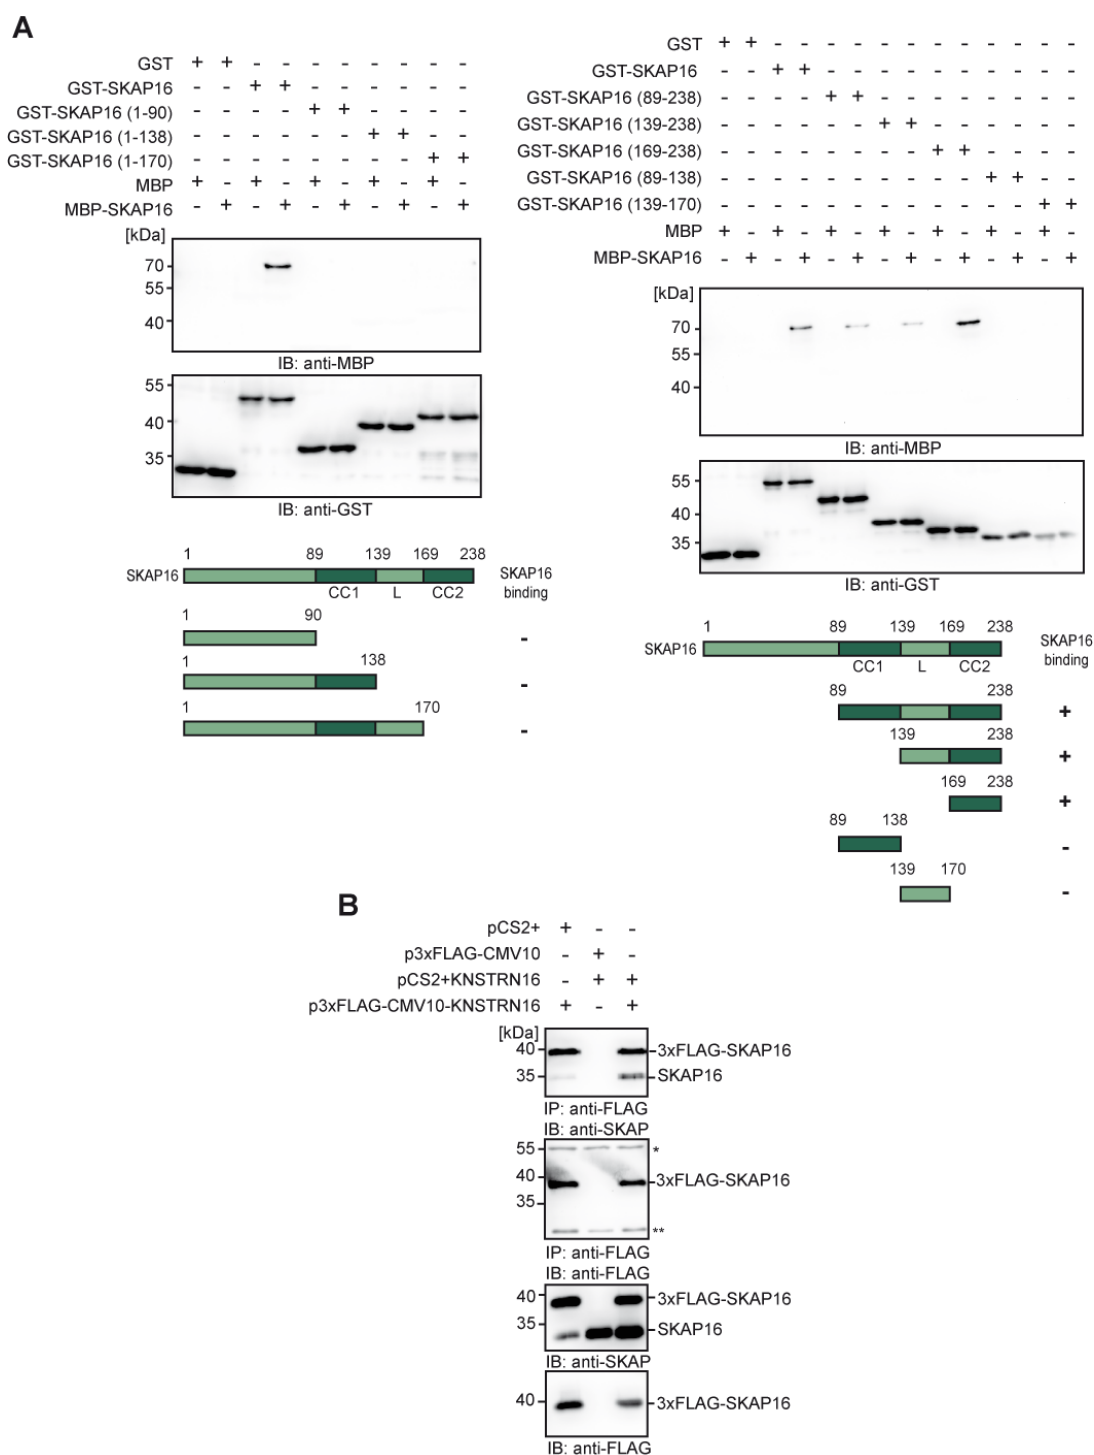 A
GST + + - - - - - - - -
GST-SKAP16 - - + + - - - - - -
GST-SKAP16 (1-90) - - - - + + - - - -
GST-SKAP16 (1-138) - - - - - - + + - -
GST-SKAP16 (1-170) - - - - - - - - + +
MBP + - + - + - + - + -
MBP-SKAP16 - + - + - + - + - +
[kDa]
70
55
40
IB: anti-MBP
55
40
35
IB: anti-GST
1 89 139 169 238
SKAP16
CC1 L CC2
SKAP16
binding
1 90
-
1 138
-
1 170
-
GST + + - - - - - - - - - - - -
GST-SKAP16 - - + + - - - - - - - - - -
GST-SKAP16 (89-238) - - - - + + - - - - - - - -
GST-SKAP16 (139-238) - - - - - - + + - - - - - -
GST-SKAP16 (169-238) - - - - - - - - + + - - - -
GST-SKAP16 (89-138) - - - - - - - - - - + + - -
GST-SKAP16 (139-170) - - - - - - - - - - - - + +
MBP + - + - + - + - + - + - + -
MBP-SKAP16 - + - + - + - + - + - + - +
[kDa]
70
55
40
IB: anti-MBP
55
40
35
IB: anti-GST
1 89 139 169 238
SKAP16
CC1 L CC2
SKAP16
binding
89 238
+
139 238
+
169 238
+
89 138
-
139 170
-
B
pCS2+ + - -
p3xFLAG-CMV10 - + -
pCS2+KNSTRN16 - + +
p3xFLAG-CMV10-KNSTRN16 + - +
[kDa]
40 3xFLAG-SKAP16
35 SKAP16
IP: anti-FLAG
IB: anti-SKAP
55 *
40 3xFLAG-SKAP16
35
**
IP: anti-FLAG
IB: anti-FLAG
40 3xFLAG-SKAP16
35 SKAP16
IB: anti-SKAP
40 3xFLAG-SKAP16
IB: anti-FLAG